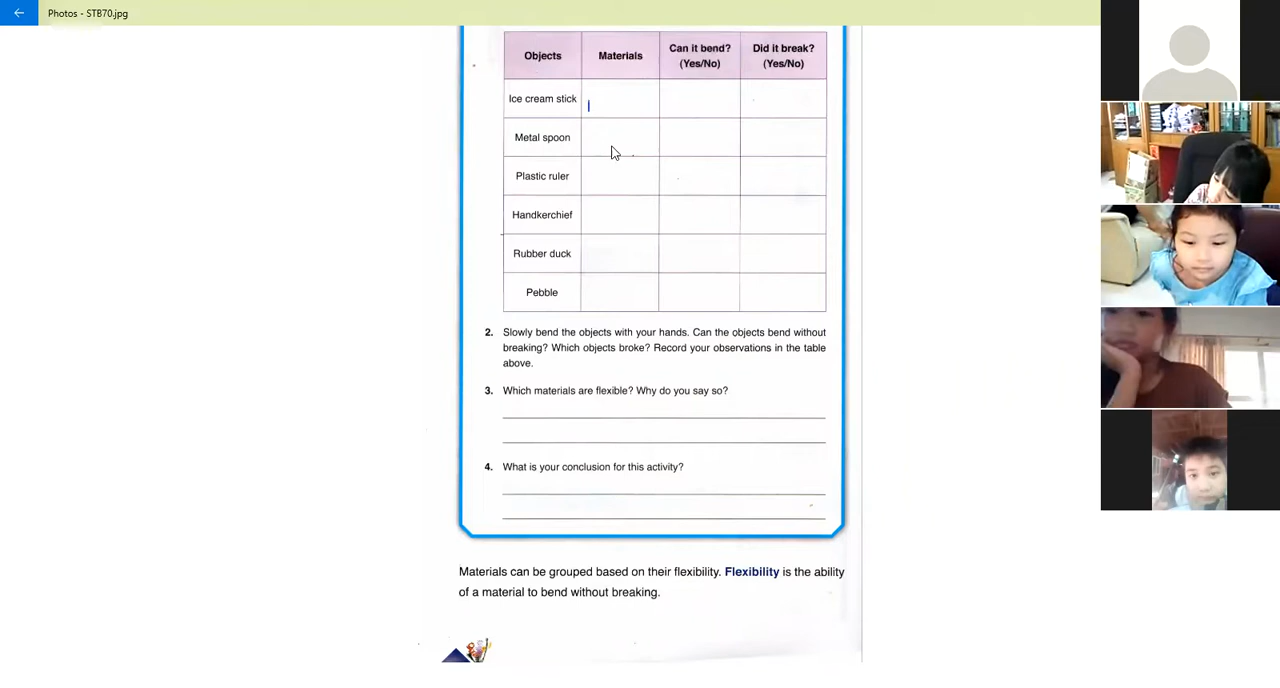 Photos - STB70.jpg
Objects Materials Can it bend? (Yes/No) Did it break? (Yes/No)
Ice cream stick
Metal spoon
Plastic ruler
Handkerchief
Rubber duck
Pebble
2. Slowly bend the objects with your hands. Can the objects bend without
breaking? Which objects broke? Record your observations in the table
above.
3. Which materials are flexible? Why do you say so?
4. What is your conclusion for this activity?
Materials can be grouped based on their flexibility. Flexibility is the ability
of a material to bend without breaking.